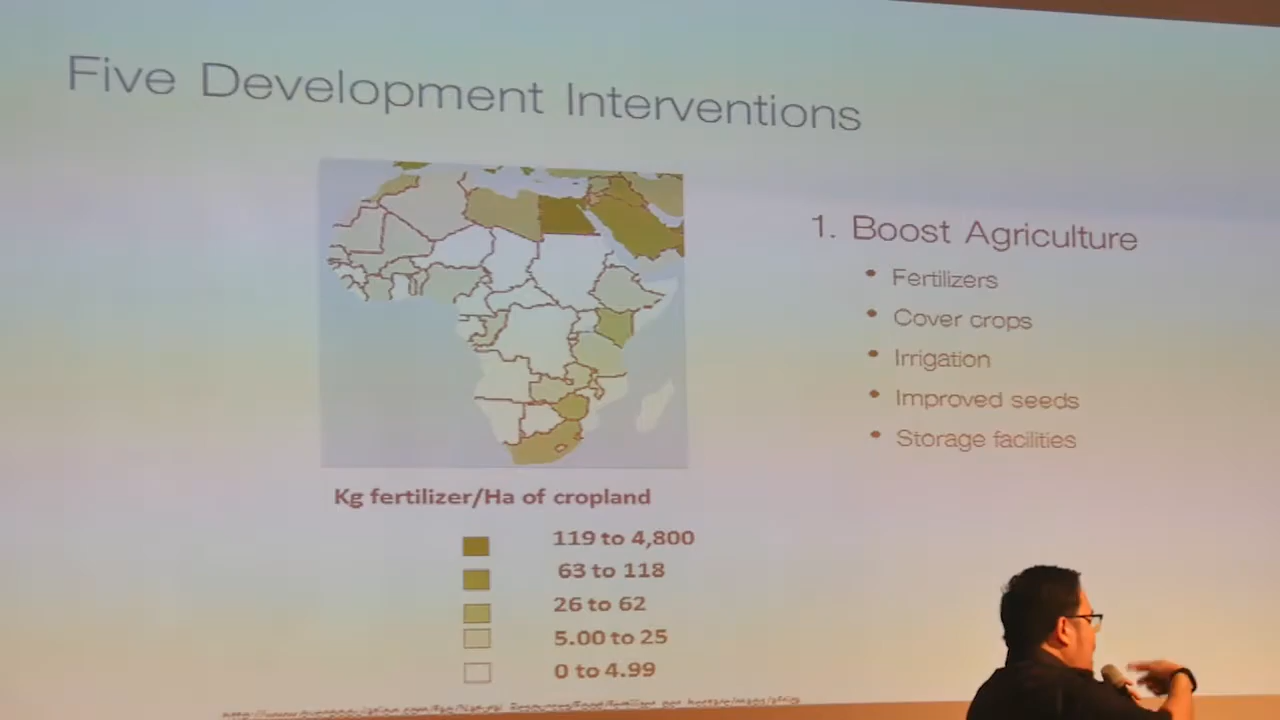 Five Development Interventions
1. Boost Agriculture
• Fertilizers
• Cover crops
• Irrigation
• Improved seeds
• Storage facilities
Kg fertilizer/Ha of cropland
119 to 4,800
63 to 118
26 to 62
5.00 to 25
0 to 4.99